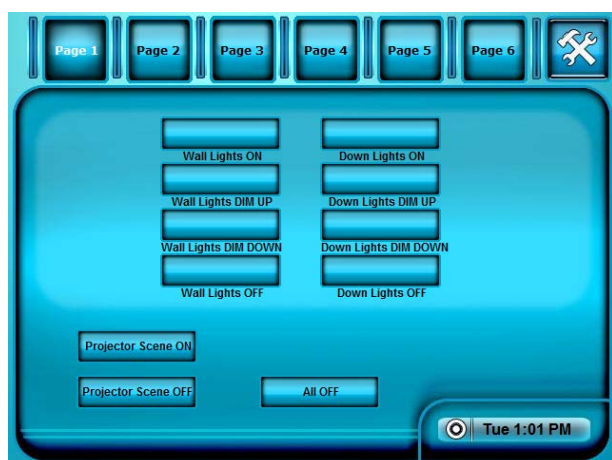 Page 1 Page 2 Page 3 Page 4 Page 5 Page 6
Wall Lights ON Down Lights ON
Wall Lights DIM UP Down Lights DIM UP
Wall Lights DIM DOWN Down Lights DIM DOWN
Wall Lights OFF Down Lights OFF
Projector Scene ON
Projector Scene OFF All OFF
Tue 1:01 PM